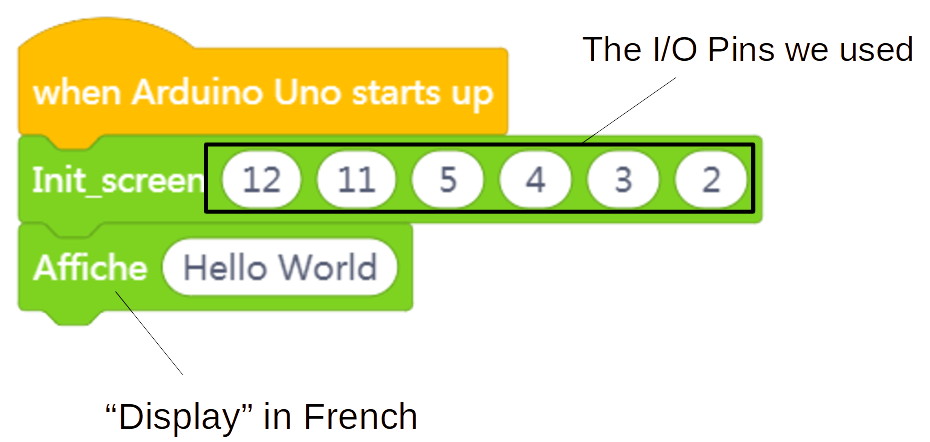 The I/O Pins we used
when Arduino Uno starts up
Init_screen 12 11 5 4 3 2
Affiche Hello World
“Display” in French